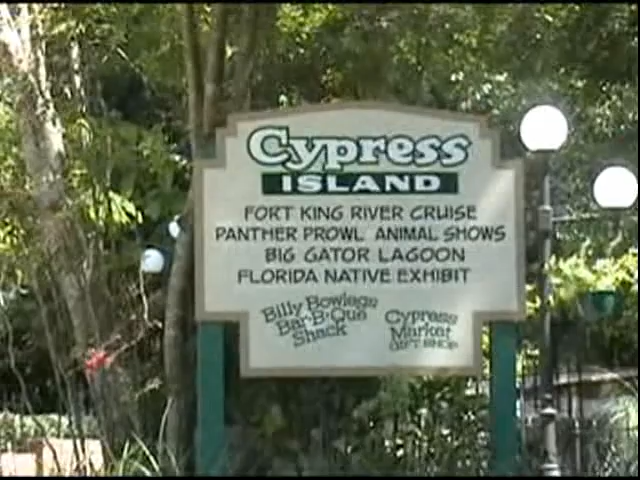 Cypress
ISLAND
FORT KING RIVER CRUISE
PANTHER PROWL ANIMAL SHOWS
BIG GATOR LAGOON
FLORIDA NATIVE EXHIBIT
Billy Bowlegs
Bar-B-Que
Shack
Cypress
Market
GIFT SHOP